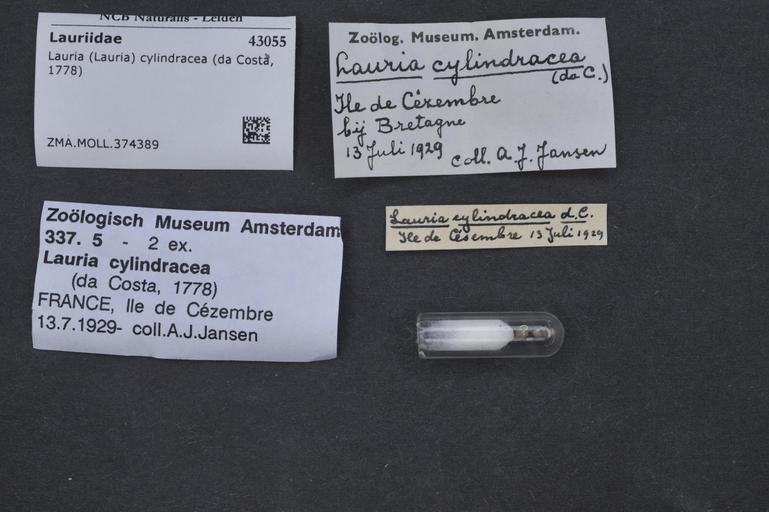 NCB Naturalis - Leiden
Lauriidae 43055
Lauria (Lauria) cylindracea (da Costa,
1778)
ZMA.MOLL.374389
Zoölog. Museum. Amsterdam.
Lauria cylindracea
(da C.)
Ile de Cézembre
bij Bretagne
13 Juli 1929 coll. A. J. Jansen
Zoölogisch Museum Amsterdam
337. 5 - 2 ex.
Lauria cylindracea
(da Costa, 1778)
FRANCE, Ile de Cézembre
13.7.1929- coll.A.J.Jansen
Lauria cylindracea d.C.
Ile de Césembre 13 Juli 1929